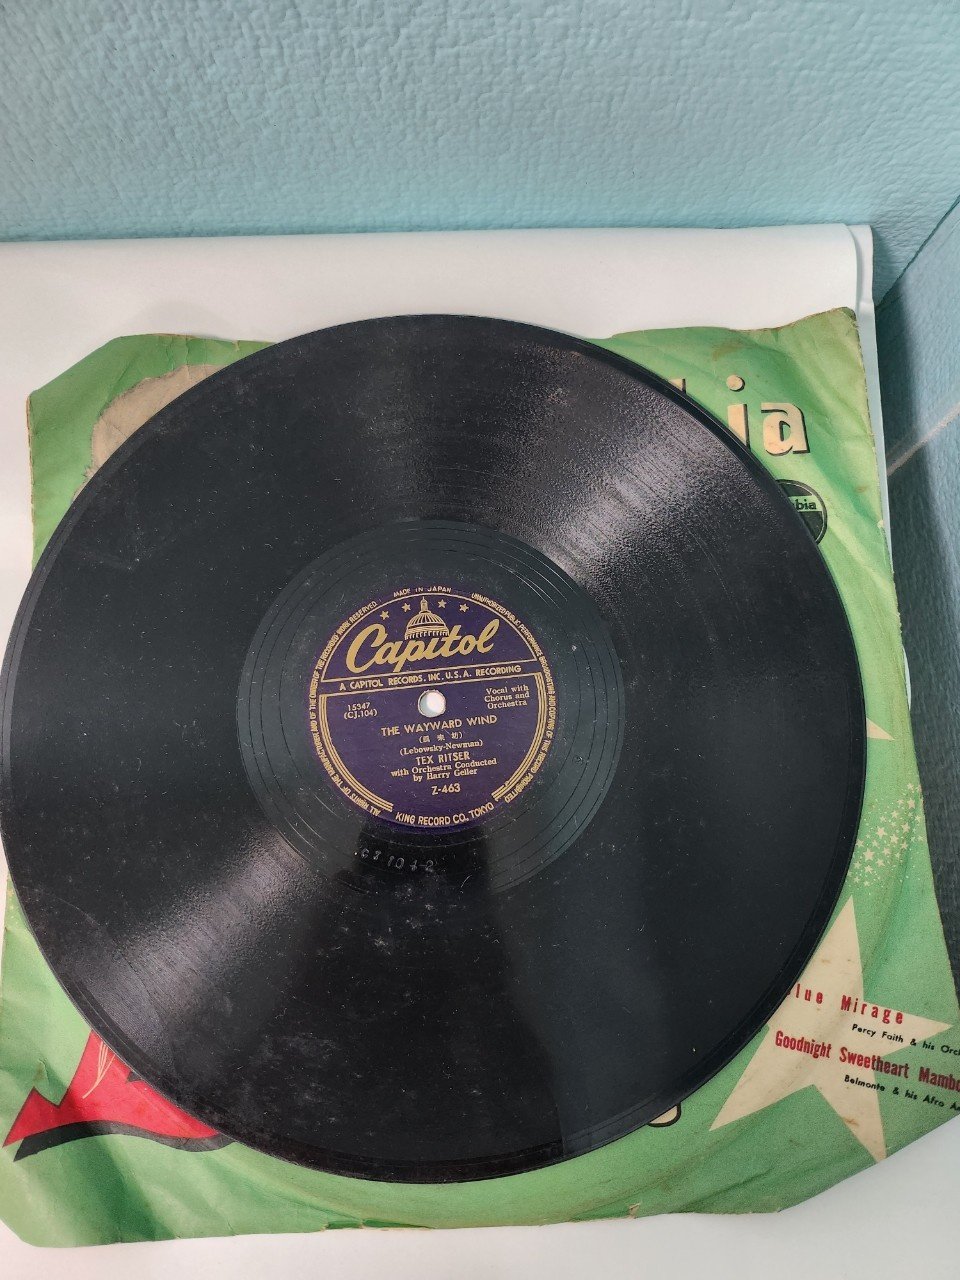 ia
bia
MADE IN JAPAN
UNAUTHORIZED PUBLIC PERFORMANCE BROADCASTING AND COPYING OF THIS RECORD PROHIBITED
ALL RIGHTS OF THE MANUFACTURER AND OF THE OWNER OF THE RECORDED WORK RESERVED
Capitol
A CAPITOL RECORDS, INC. U.S.A. RECORDING
15347
(CJ.104)
Vocal with
Chorus and
Orchestra
THE WAYWARD WIND
(Lebowsky-Newman)
TEX RITSER
with Orchestra Conducted
by Harry Geller
Z-463
KING RECORD CO., TOKYO
lue Mirage
Percy Faith & his Orch
Goodnight Sweetheart Mambo
Belmonte & his Afro A